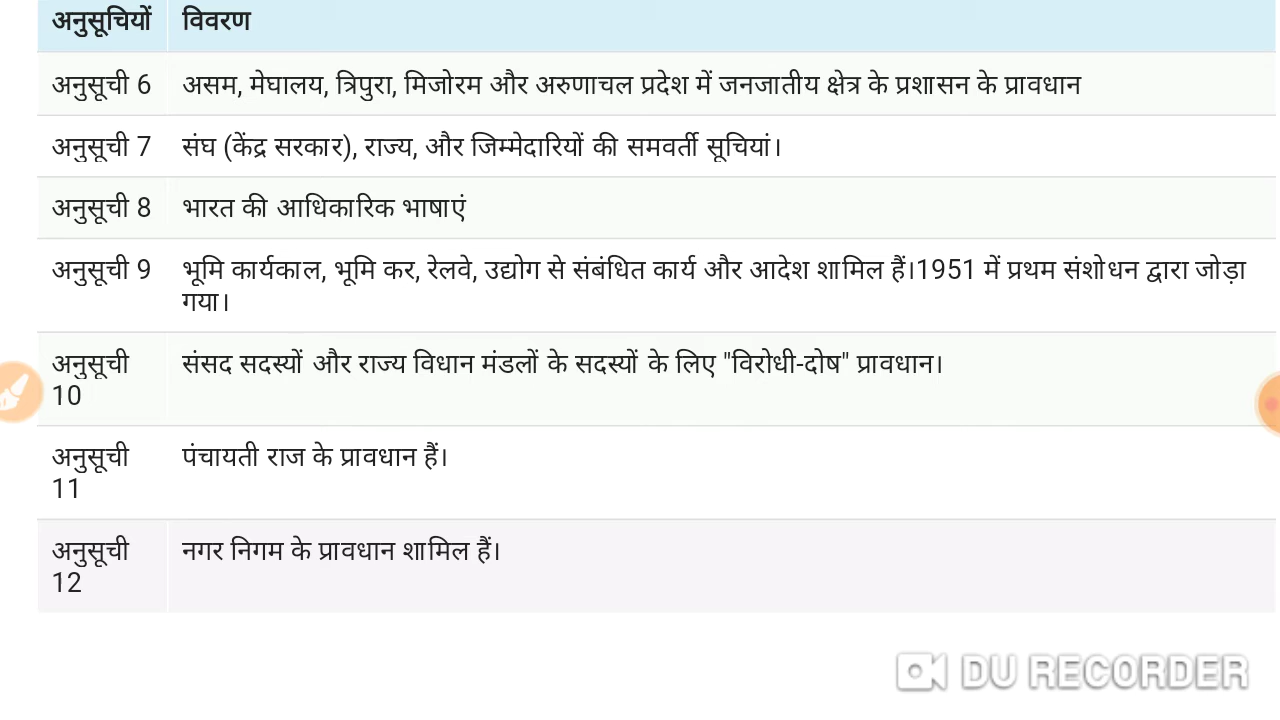 अनुसूचियों विवरण
अनुसूची 6 असम, मेघालय, त्रिपुरा, मिजोरम और अरुणाचल प्रदेश में जनजातीय क्षेत्र के प्रशासन के प्रावधान
अनुसूची 7 संघ (केंद्र सरकार), राज्य, और जिम्मेदारियों की समवर्ती सूचियां।
अनुसूची 8 भारत की आधिकारिक भाषाएं
अनुसूची 9 भूमि कार्यकाल, भूमि कर, रेलवे, उद्योग से संबंधित कार्य और आदेश शामिल हैं।1951 में प्रथम संशोधन द्वारा जोड़ा
गया।
अनुसूची संसद सदस्यों और राज्य विधान मंडलों के सदस्यों के लिए "विरोधी-दोष" प्रावधान।
10
अनुसूची पंचायती राज के प्रावधान हैं।
11
अनुसूची नगर निगम के प्रावधान शामिल हैं।
12
DU RECORDER